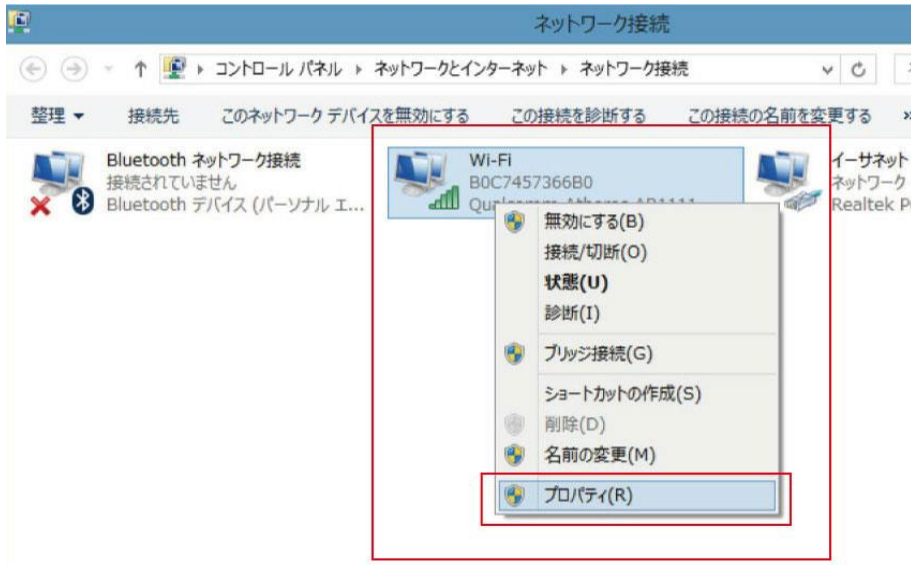 ネットワーク接続
コントロール パネル ▸ ネットワークとインターネット ▸ ネットワーク接続
整理 ▼ 接続先 このネットワーク デバイスを無効にする この接続を診断する この接続の名前を変更する »
Bluetooth ネットワーク接続
接続されていません
Bluetooth デバイス (パーソナル エ...
Wi-Fi
B0C7457366B0
Qualcomm Atheros AR1111
イーサネット
ネットワーク
Realtek
無効にする(B)
接続/切断(O)
状態(U)
診断(I)
ブリッジ接続(G)
ショートカットの作成(S)
削除(D)
名前の変更(M)
プロパティ(R)